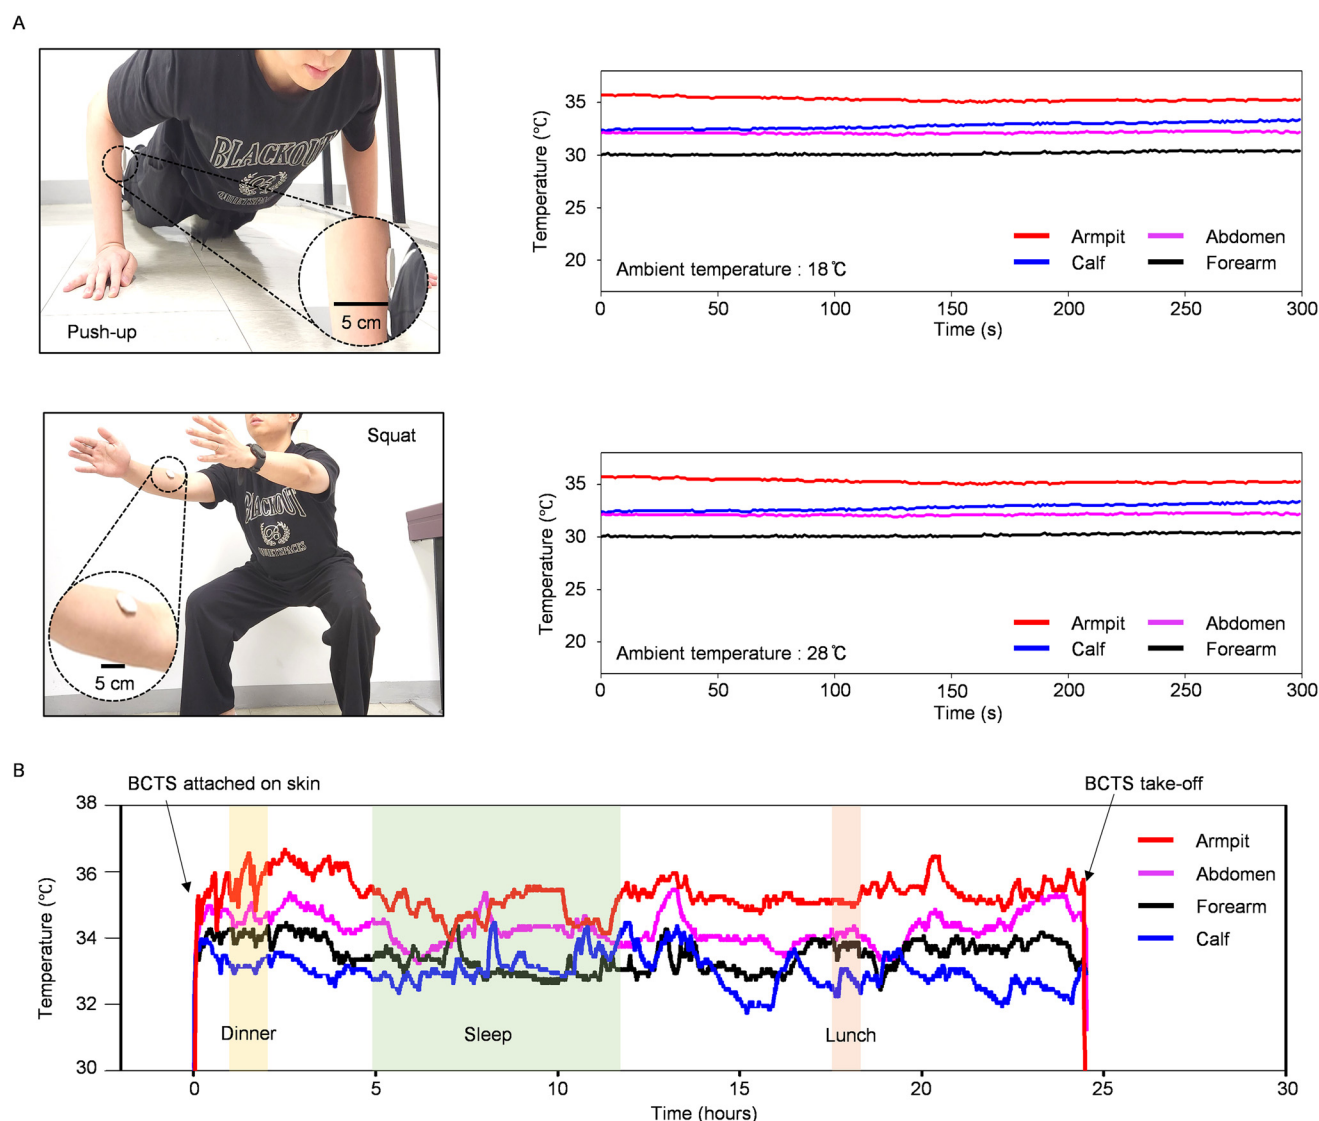 A
BLACKOUT
QUIETSPACES
5 cm
Push-up
Temperature (℃)
35
30
25
20
Armpit
Abdomen
Calf
Forearm
Ambient temperature : 18℃
0
50
100
150
200
250
300
Time (s)
Squat
BLACKOUT
QUIETSPACES
5 cm
Temperature (℃)
35
30
25
20
Armpit
Abdomen
Calf
Forearm
Ambient temperature : 28℃
0
50
100
150
200
250
300
Time (s)
B
BCTS attached on skin
BCTS take-off
Temperature (℃)
38
36
34
32
30
Armpit
Abdomen
Forearm
Calf
Dinner
Sleep
Lunch
0
5
10
15
20
25
30
Time (hours)